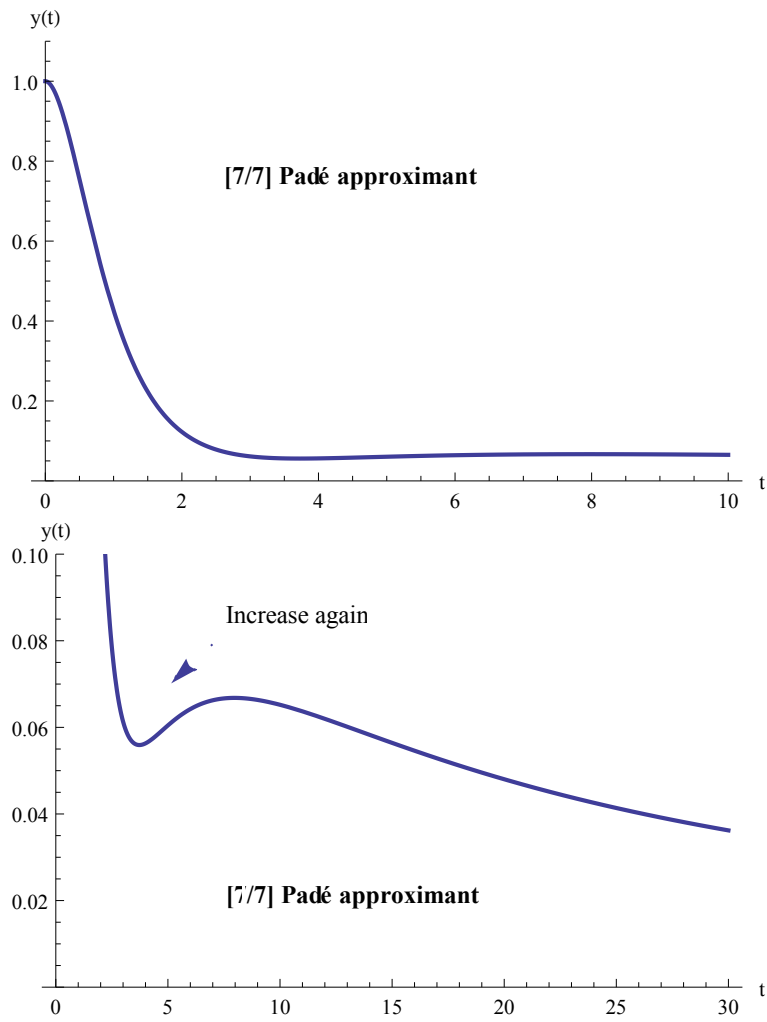 y(t)
1.0
0.8
[7/7] Padé approximant
0.6
0.4
0.2
0 2 4 6 8 10 t
y(t)
0.10
Increase again
0.08
0.06
0.04
[7/7] Padé approximant
0.02
0 5 10 15 20 25 30 t